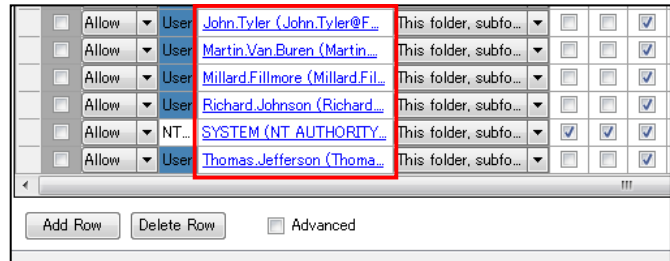 Allow User John.Tyler (John.Tyler@F... This folder, subfo...
Allow User Martin.Van.Buren (Martin.... This folder, subfo...
Allow User Millard.Fillmore (Millard.Fil... This folder, subfo...
Allow User Richard.Johnson (Richard.... This folder, subfo...
Allow NT... SYSTEM (NT AUTHORITY... This folder, subfo...
Allow User Thomas.Jefferson (Thoma... This folder, subfo...
Add Row Delete Row Advanced